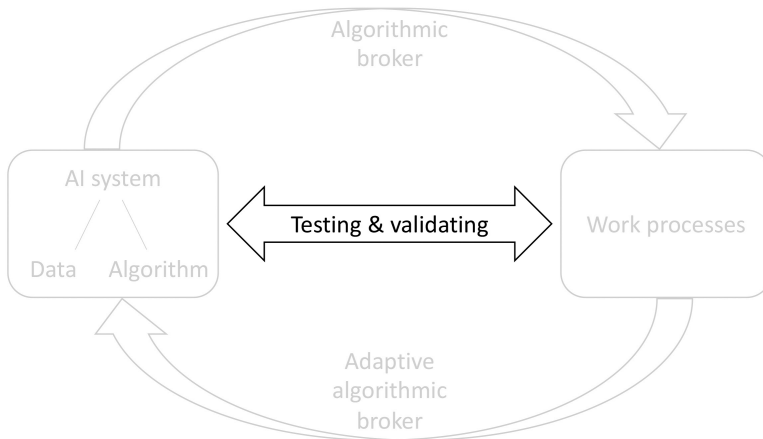 Algorithmic
broker
AI system
Data Algorithm
Testing & validating
Work processes
Adaptive
algorithmic
broker